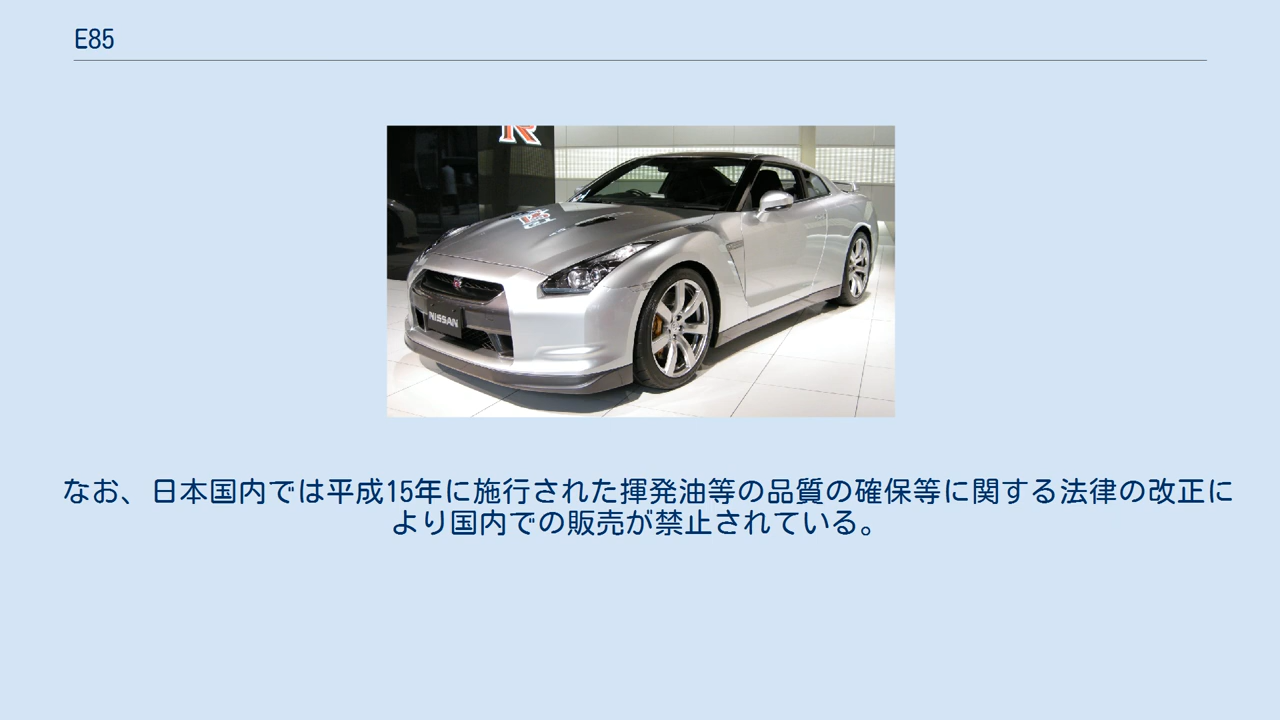 E85
R
NISSAN
なお、日本国内では平成15年に施行された揮発油等の品質の確保等に関する法律の改正に
より国内での販売が禁止されている。